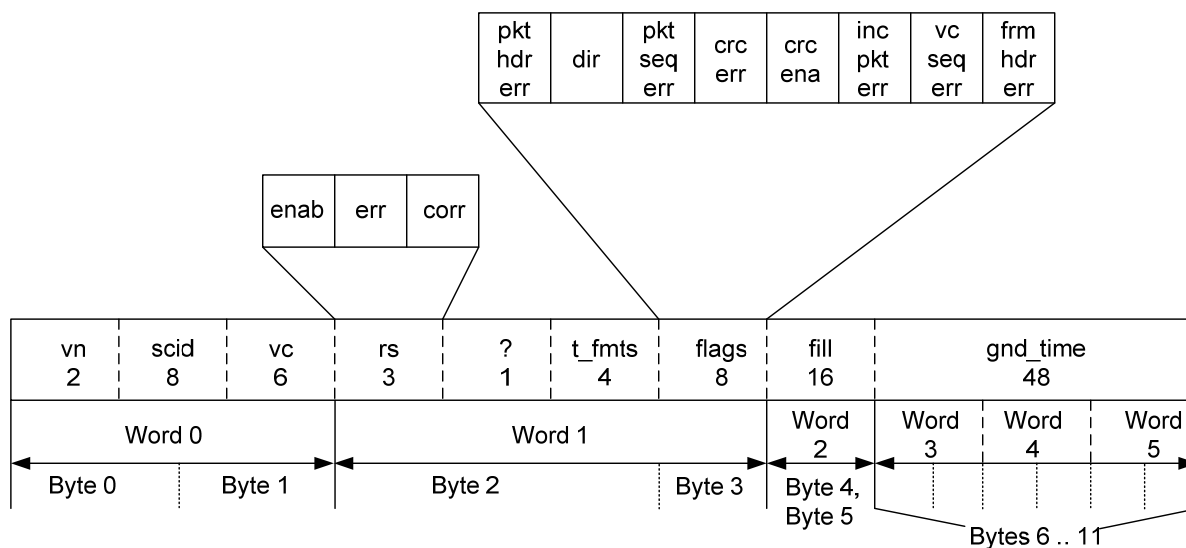 pkt hdr err
dir
pkt seq err
crc err
crc ena
inc pkt err
vc seq err
frm hdr err
enab err corr
vn 2
scid 8
vc 6
rs 3
? 1
t_fmts 4
flags 8
fill 16
gnd_time 48
Word 0
Word 1
Word 2
Word 3
Word 4
Word 5
Byte 0
Byte 1
Byte 2
Byte 3
Byte 4,
Byte 5
Bytes 6 .. 11